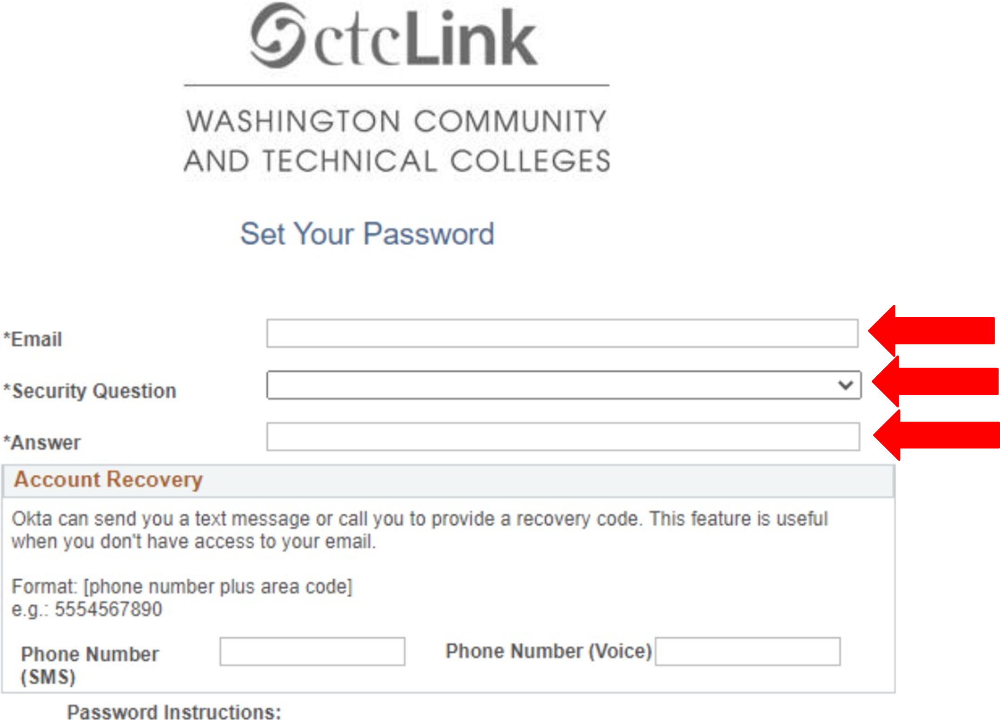 ctcLink
WASHINGTON COMMUNITY
AND TECHNICAL COLLEGES
Set Your Password
*Email
*Security Question
*Answer
Account Recovery
Okta can send you a text message or call you to provide a recovery code. This feature is useful
when you don't have access to your email.
Format: [phone number plus area code]
e.g.: 5554567890
Phone Number
(SMS)
Phone Number (Voice)
Password Instructions: